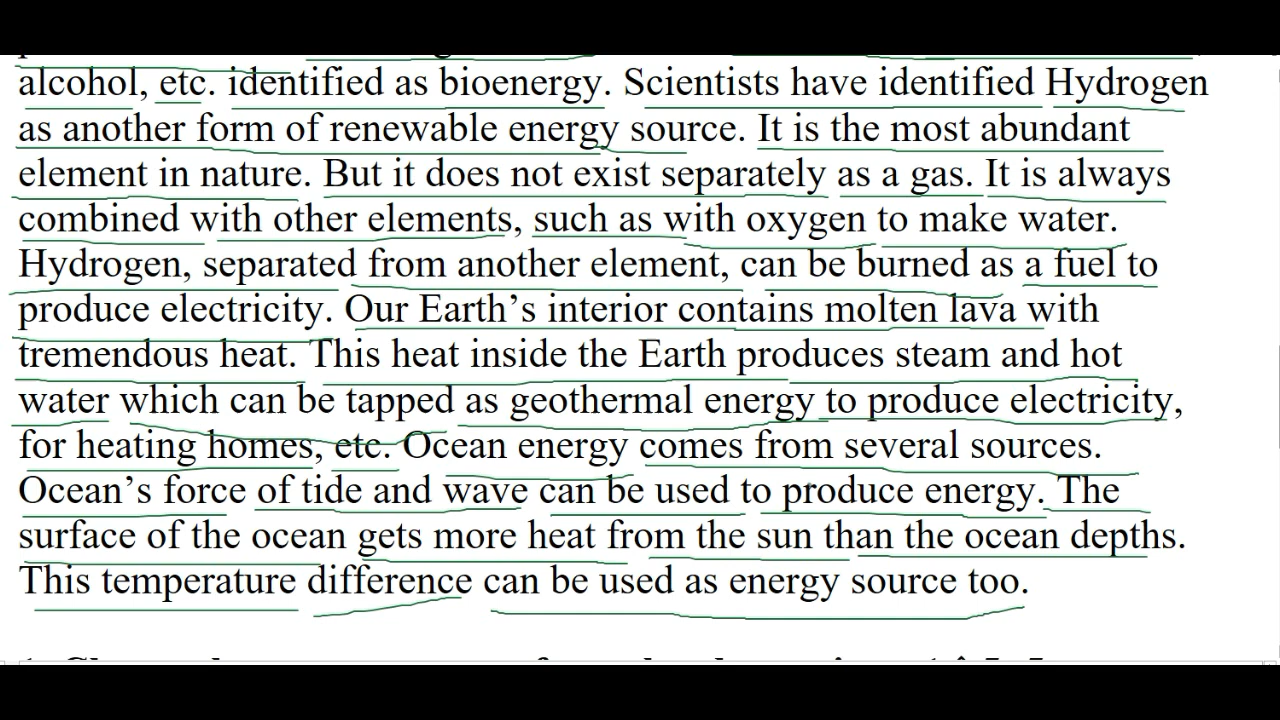 alcohol, etc. identified as bioenergy. Scientists have identified Hydrogen
as another form of renewable energy source. It is the most abundant
element in nature. But it does not exist separately as a gas. It is always
combined with other elements, such as with oxygen to make water.
Hydrogen, separated from another element, can be burned as a fuel to
produce electricity. Our Earth’s interior contains molten lava with
tremendous heat. This heat inside the Earth produces steam and hot
water which can be tapped as geothermal energy to produce electricity,
for heating homes, etc. Ocean energy comes from several sources.
Ocean’s force of tide and wave can be used to produce energy. The
surface of the ocean gets more heat from the sun than the ocean depths.
This temperature difference can be used as energy source too.